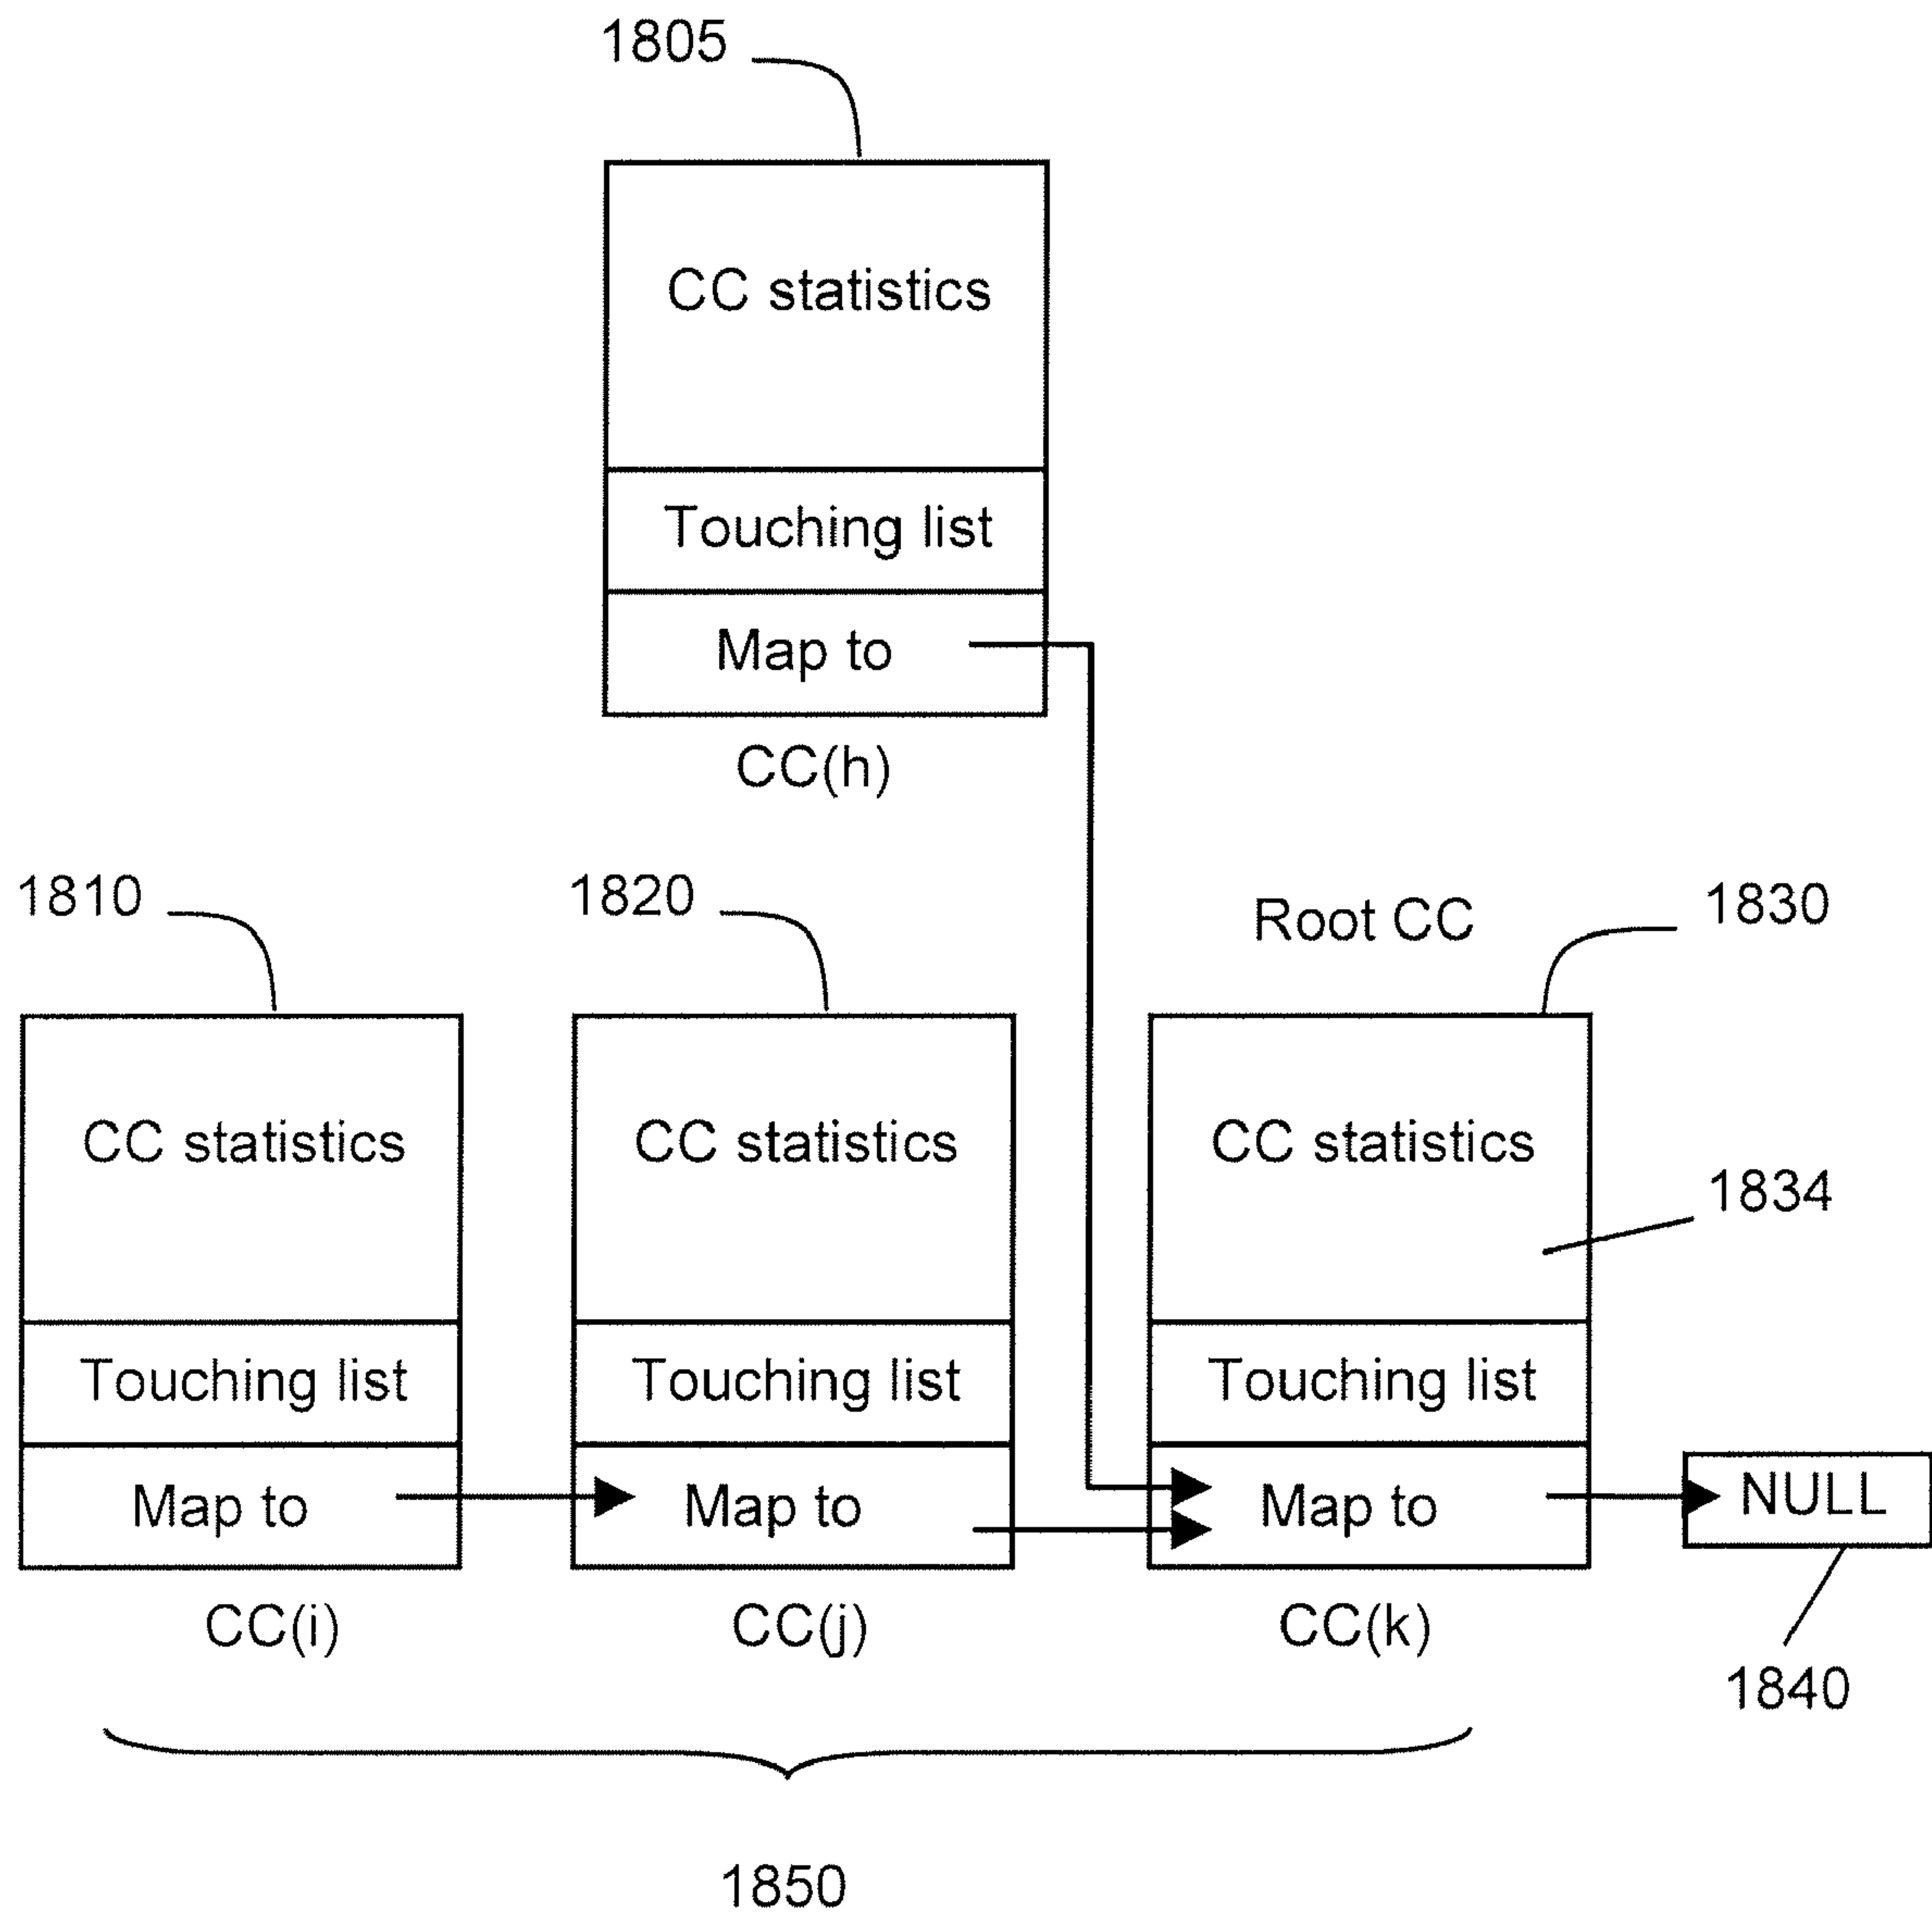 1805
CC statistics
Touching list
Map to
CC(h)
1810
1820
Root CC
1830
CC statistics
CC statistics
CC statistics
1834
Touching list
Touching list
Touching list
Map to
Map to
Map to
NULL
CC(i)
CC(j)
CC(k)
1840
1850